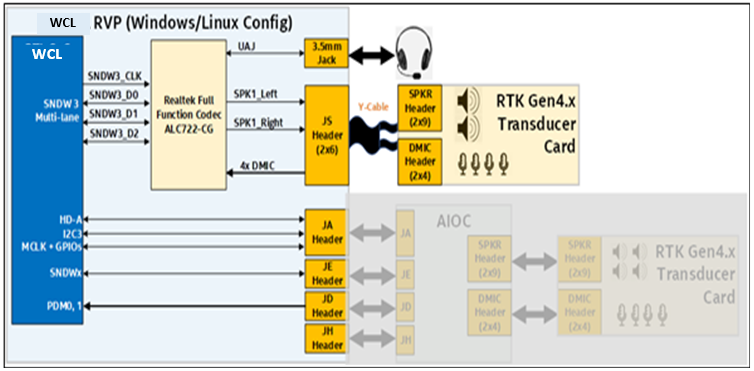 WCL RVP (Windows/Linux Config)
WCL
SNDW 3
Multi-lane
SNDW3_CLK
SNDW3_D0
SNDW3_D1
SNDW3_D2
Realtek Full
Function Codec
ALC722-CG
UAJ
SPK1_Left
SPK1_Right
4x DMIC
3.5mm
Jack
JS
Header
(2x6)
Y-Cable
SPKR
Header
(2x9)
DMIC
Header
(2x4)
RTK Gen4.x
Transducer
Card
HD-A
I2C3
MCLK + GPIOs
SNDWx
PDM0, 1
JA
Header
JE
Header
JD
Header
JH
Header
AIOC
JA
JE
JD
JH
SPKR
Header
(2x9)
DMIC
Header
(2x4)
SPKR
Header
(2x9)
DMIC
Header
(2x4)
RTK Gen4.x
Transducer
Card